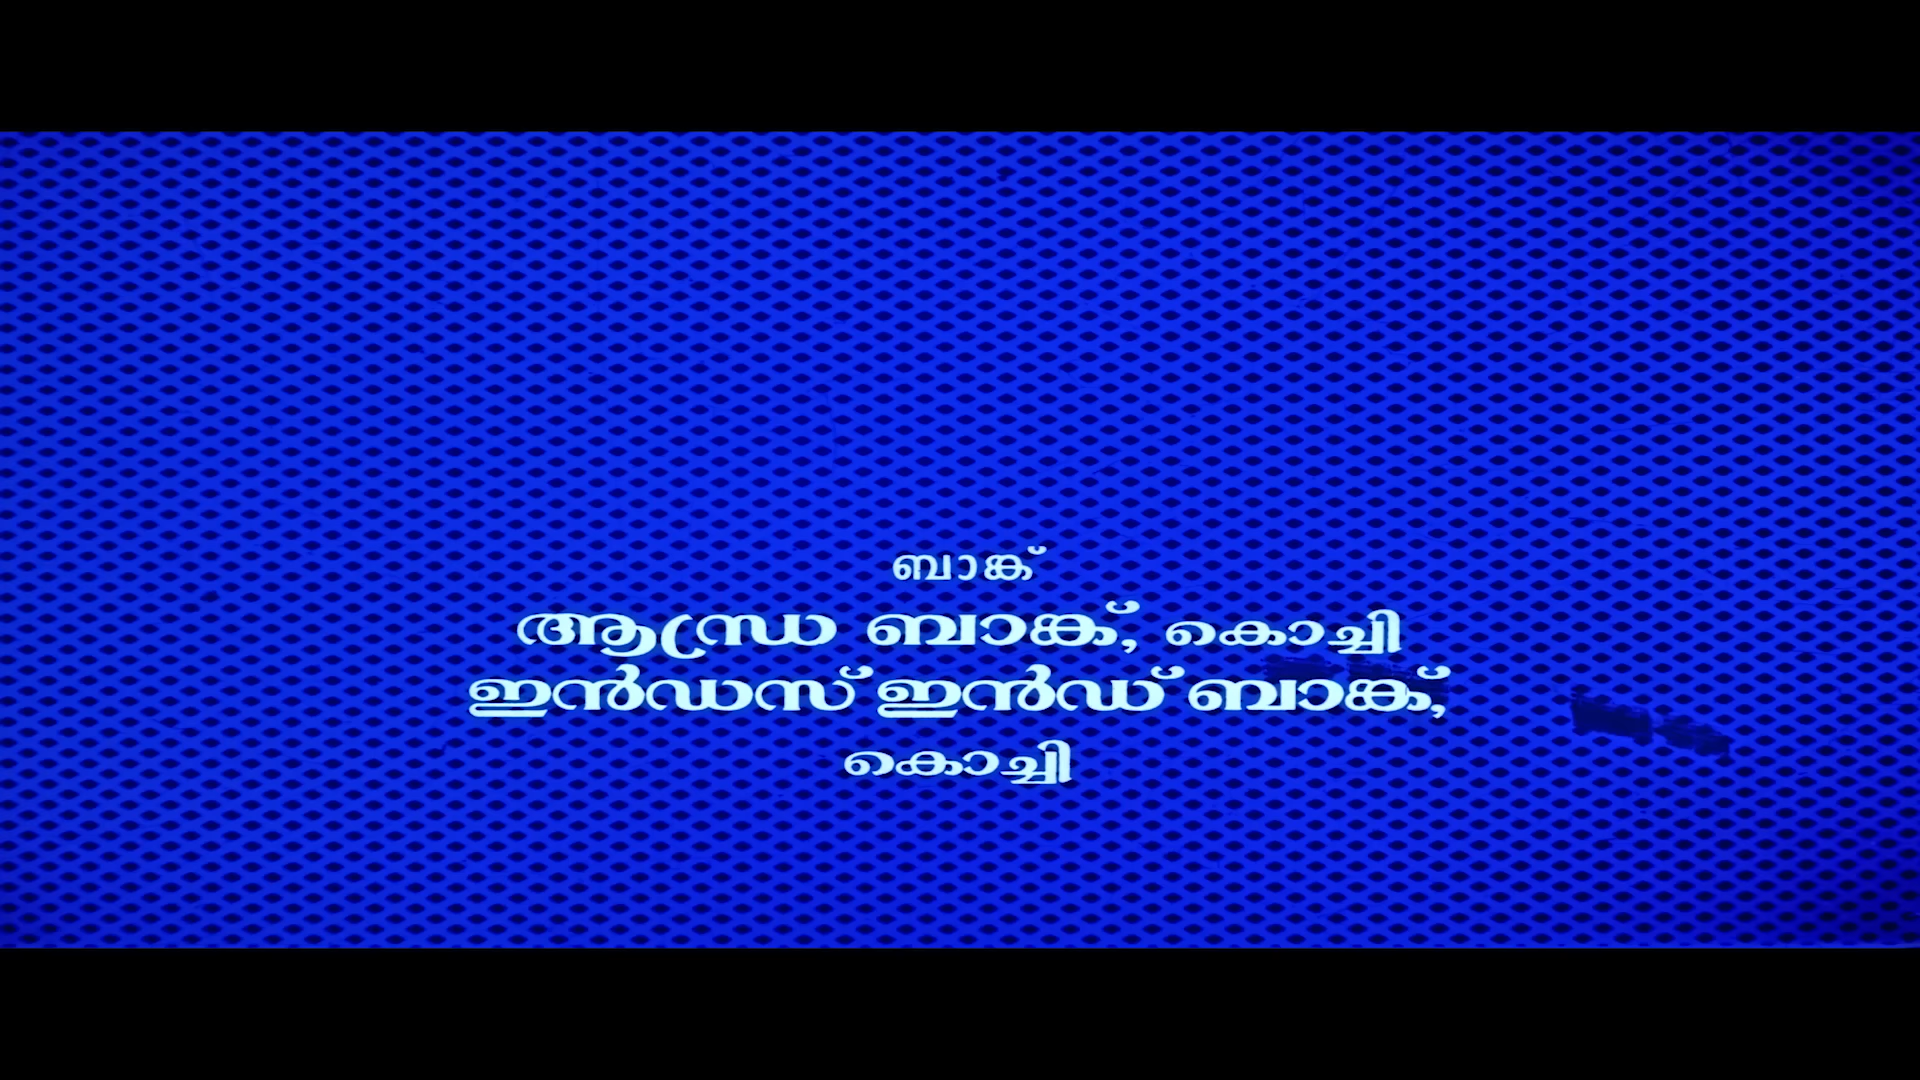 ബാങ്ക്
ആന്ധ്ര ബാങ്ക്, കൊച്ചി
ഇൻഡസ് ഇൻഡ് ബാങ്ക്,
കൊച്ചി